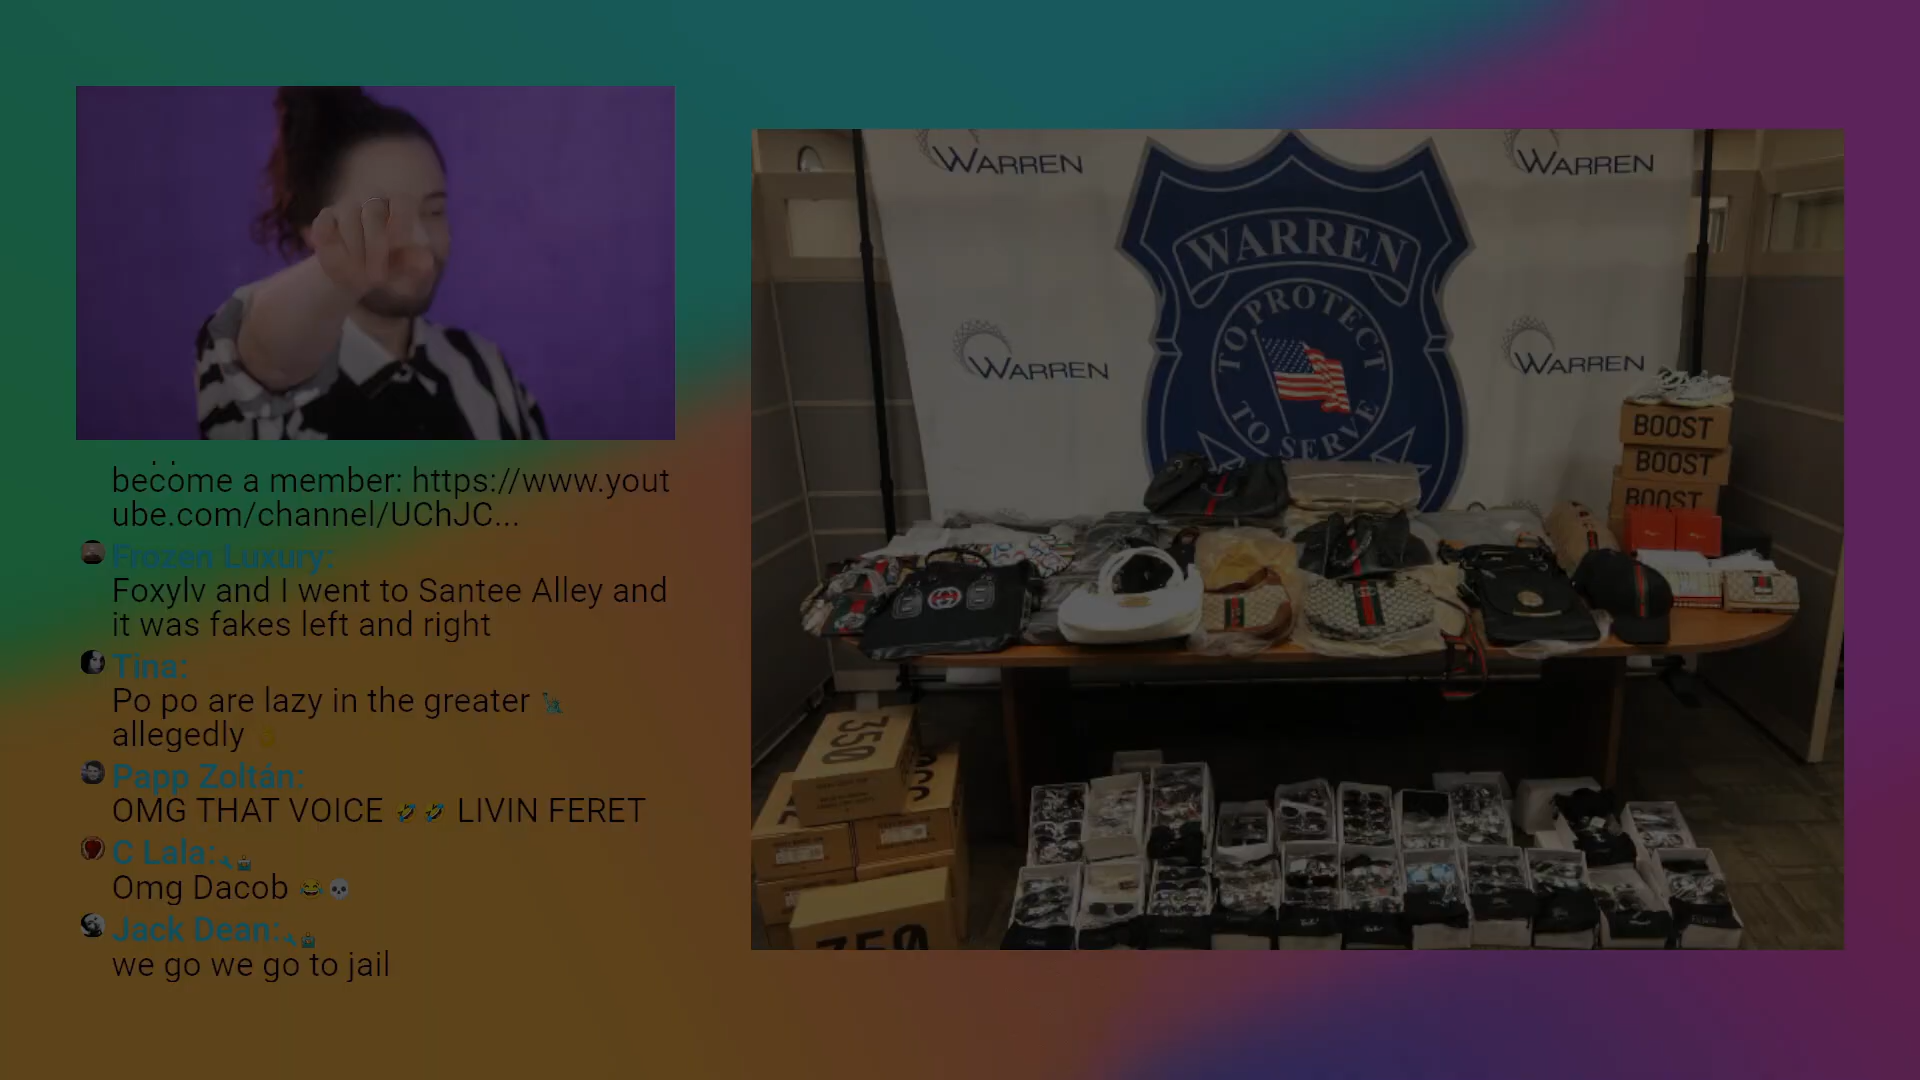 become a member: https://www.yout
ube.com/channel/UChJC...
Frozen Luxury:
Foxylv and I went to Santee Alley and
it was fakes left and right
Tina:
Po po are lazy in the greater 🗽
allegedly 👌
Papp Zoltán:
OMG THAT VOICE 🤣🤣 LIVIN FERET
C Lala:
Omg Dacob 😂💀
Jack Dean:
we go we go to jail
WARREN
WARREN
WARREN
TO PROTECT
TO SERVE
WARREN
WARREN
BOOST
BOOST
BOOST
350
350